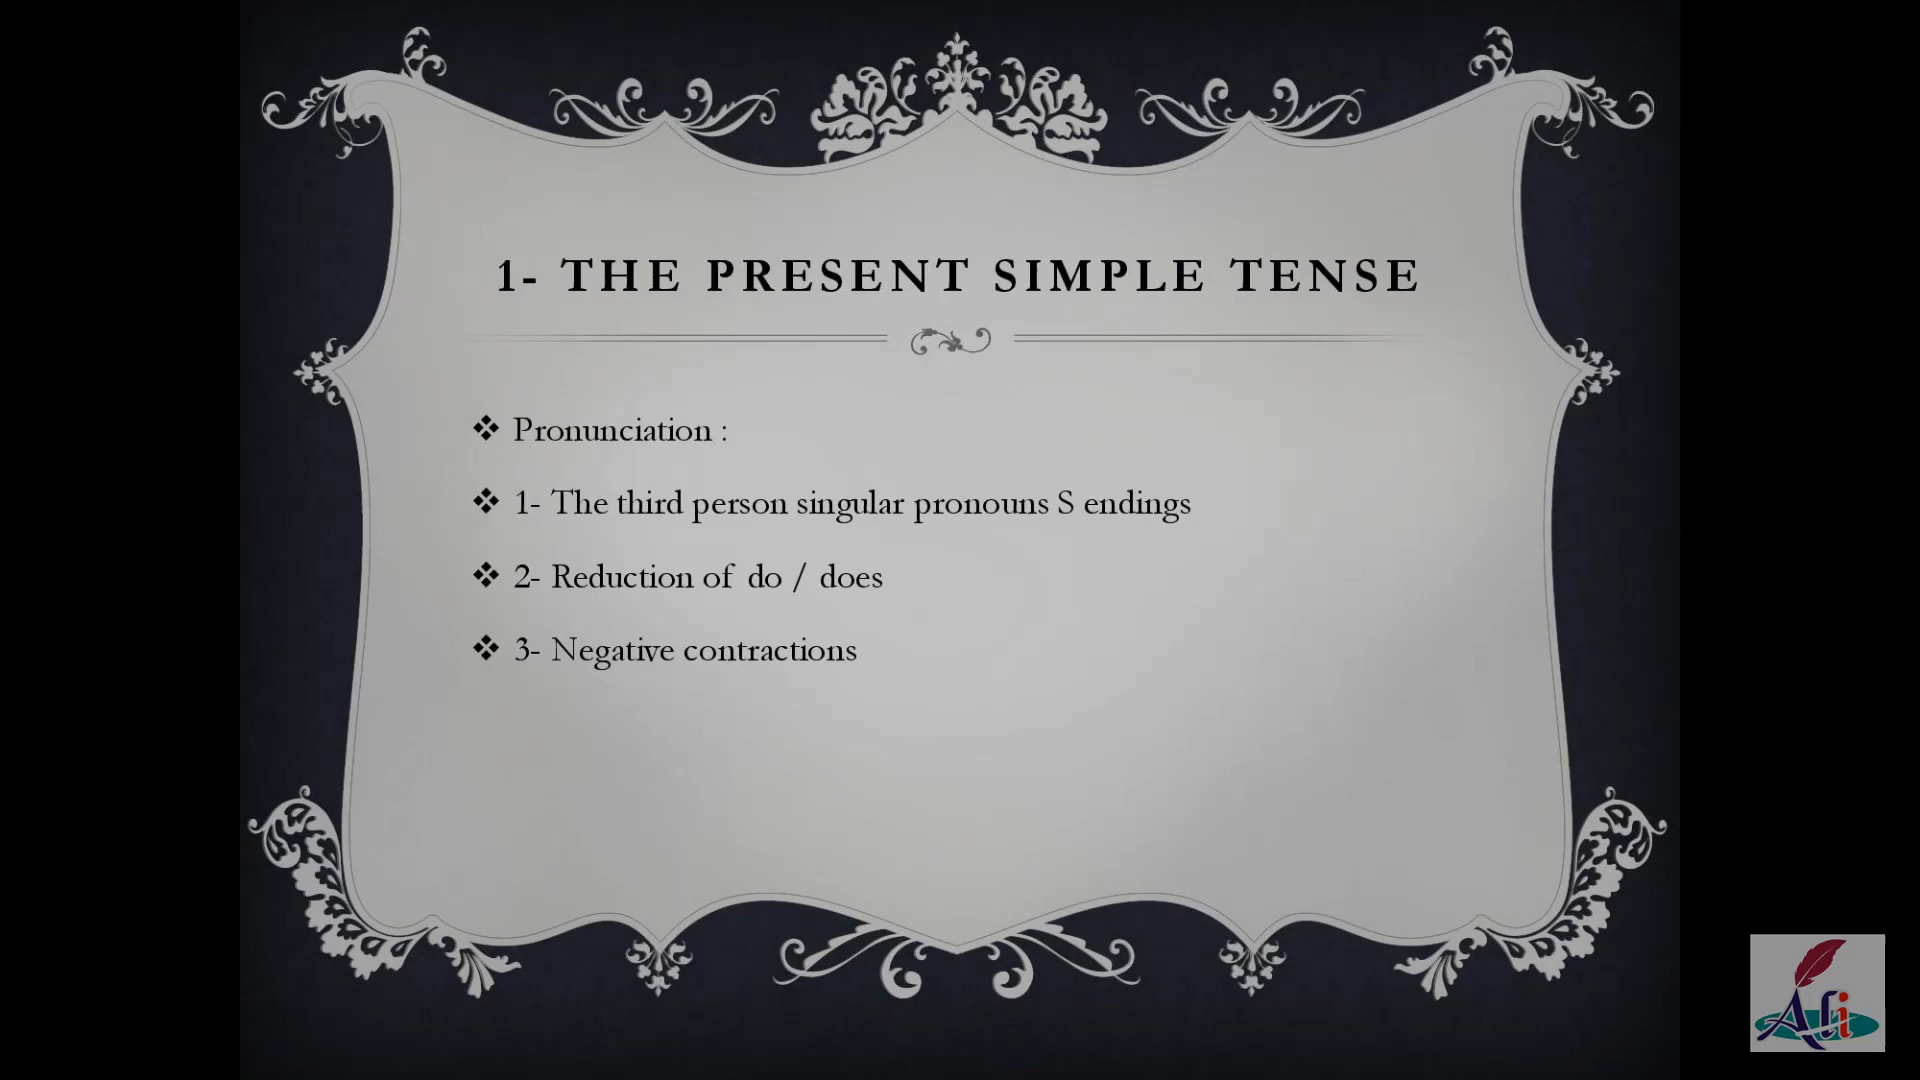 1- THE PRESENT SIMPLE TENSE
❖ Pronunciation :
❖ 1- The third person singular pronouns S endings
❖ 2- Reduction of do / does
❖ 3- Negative contractions
Ali